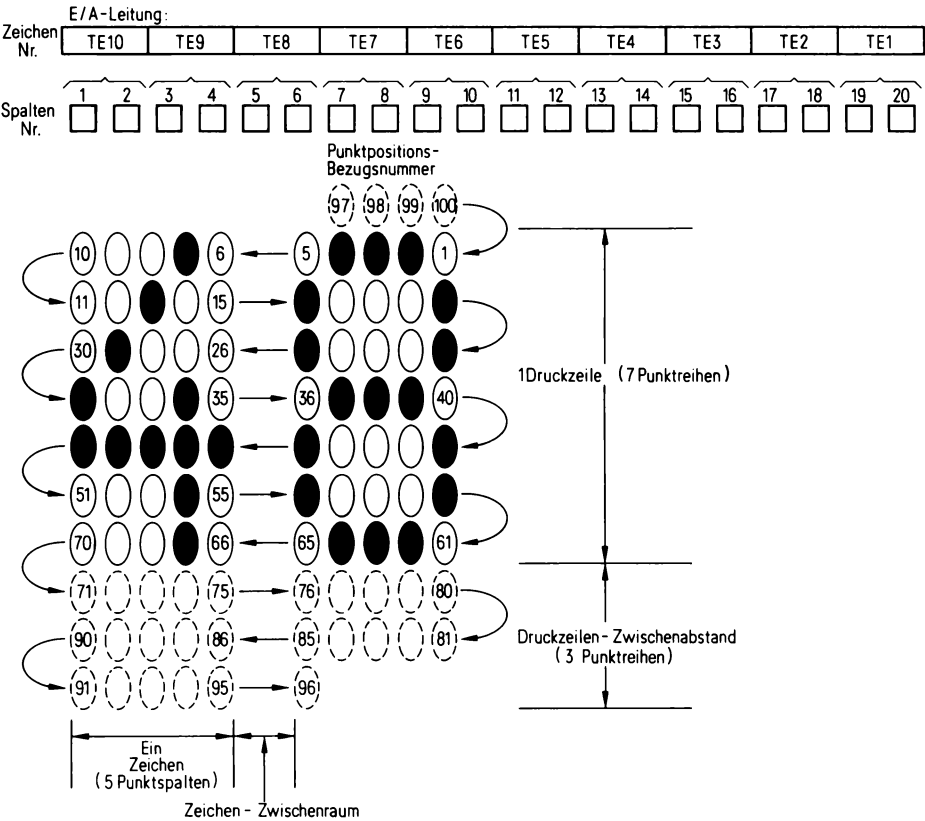 E/A-Leitung:
Zeichen Nr. TE10 TE9 TE8 TE7 TE6 TE5 TE4 TE3 TE2 TE1
1 2 3 4 5 6 7 8 9 10 11 12 13 14 15 16 17 18 19 20
Spalten Nr.
Punktpositions-
Bezugsnummer
97 98 99 100
10 6 5 1
11 15
30 26
35 36 40
51 55
70 66 65 61
71 75 76 80
90 86 85 81
91 95 96
1Druckzeile (7 Punktreihen)
Druckzeilen-Zwischenabstand
(3 Punktreihen)
Ein
Zeichen
(5 Punktspalten)
Zeichen-Zwischenraum